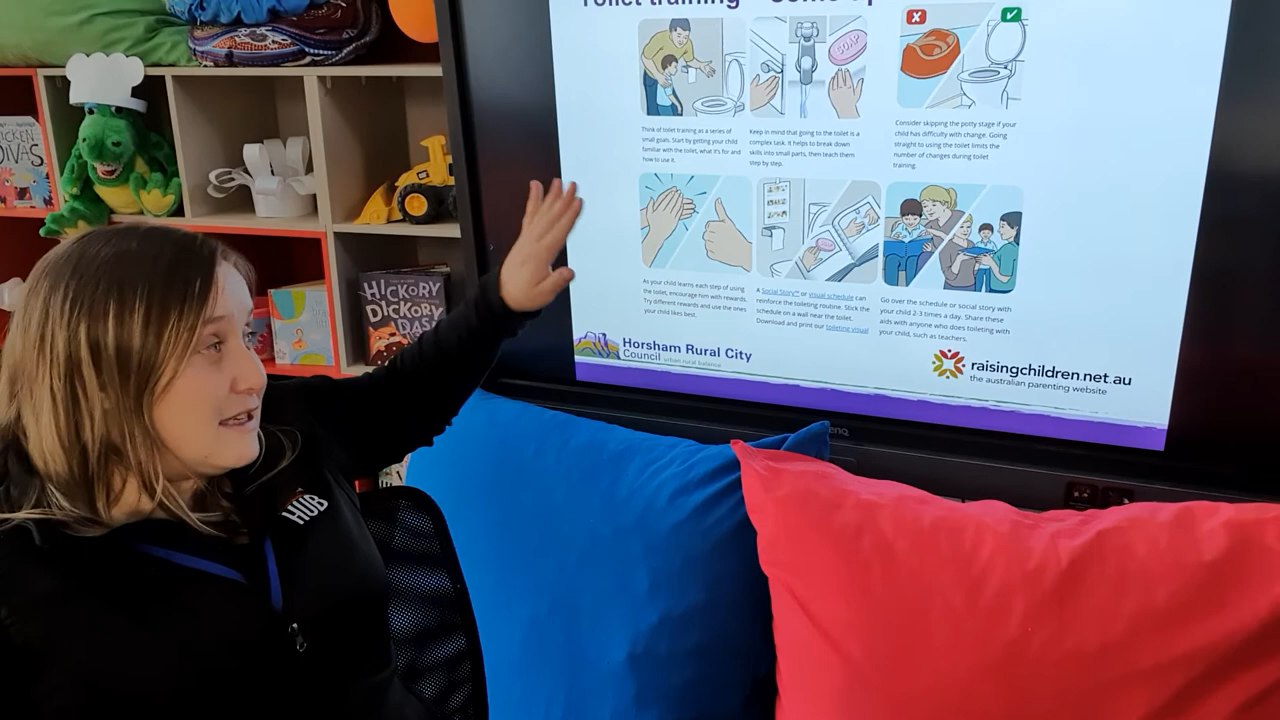 Toilet training
SOAP
Think of toilet training as a series of
small goals. Start by getting your child
familiar with the toilet, what it's for and
how to use it.
Keep in mind that going to the toilet is a
complex task. It helps to break down
skills into small parts, then teach them
step by step.
Consider skipping the potty stage if your
child has difficulty with change. Going
straight to using the toilet limits the
number of changes during toilet
training.
As your child learns each step of using
the toilet, encourage him with rewards.
Try different rewards and use the ones
your child likes best.
A Social Story™ or visual schedule can
reinforce the toileting routine. Stick the
schedule on a wall near the toilet.
Download and print our toileting visual
Go over the schedule or social story with
your child 2-3 times a day. Share these
aids with anyone who does toileting with
your child, such as teachers.
Horsham Rural City
Council urban rural balance
raisingchildren.net.au
the australian parenting website
HICKORY
DICKORY
DASH
DIVAS
HUB